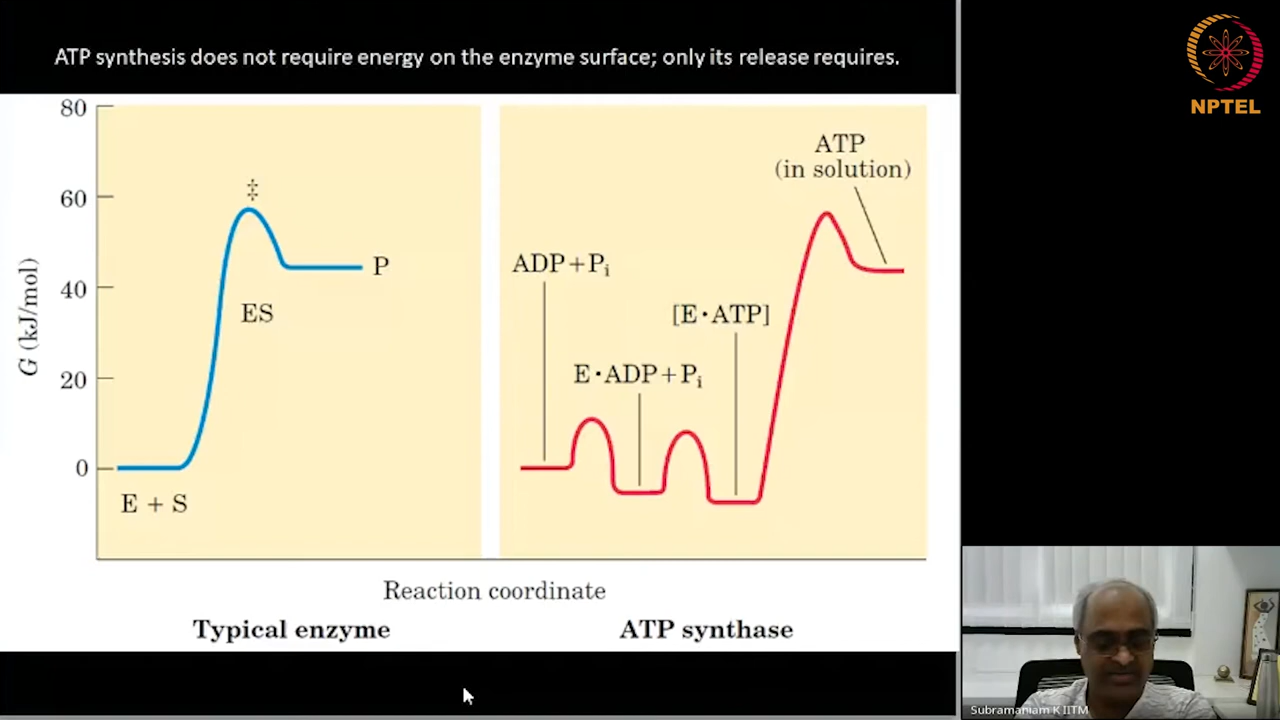 ATP synthesis does not require energy on the enzyme surface; only its release requires.
NPTEL
80
60
40
20
0
G (kJ/mol)
‡
P
ES
E + S
ATP
(in solution)
ADP+Pi
[E•ATP]
E•ADP+Pi
Reaction coordinate
Typical enzyme
ATP synthase
Subramaniam K IITM